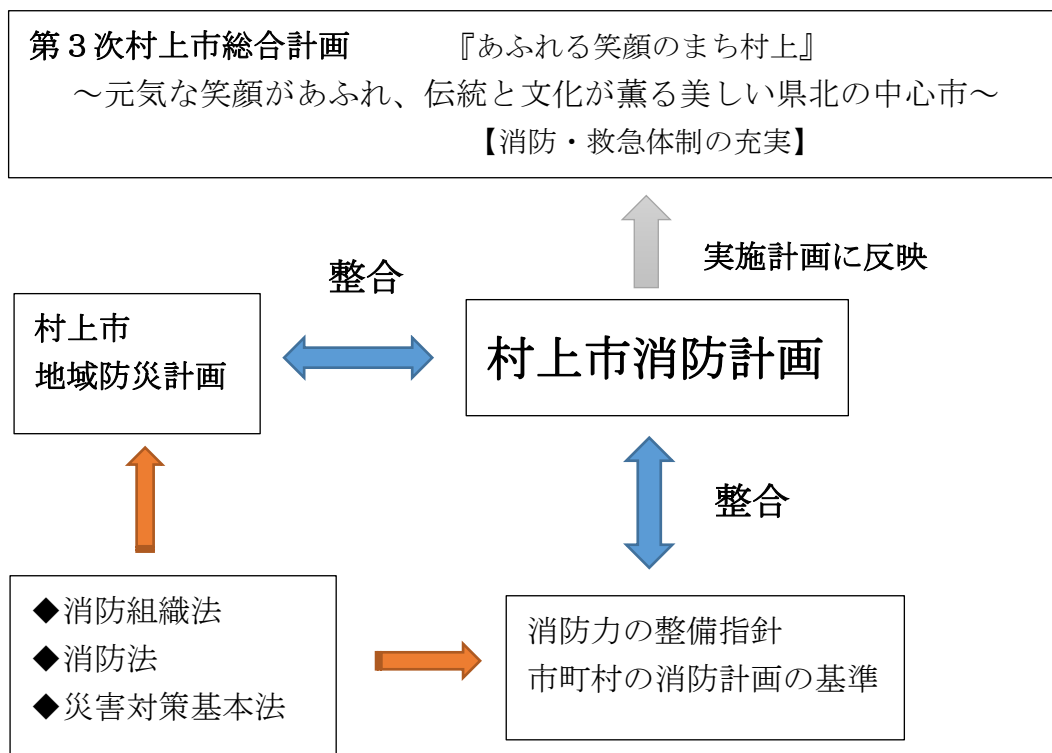 第3次村上市総合計画 『あふれる笑顔のまち村上』
～元気な笑顔があふれ、伝統と文化が薫る美しい県北の中心市～
【消防・救急体制の充実】
実施計画に反映
整合
村上市
地域防災計画
村上市消防計画
整合
◆消防組織法
◆消防法
◆災害対策基本法
消防力の整備指針
市町村の消防計画の基準